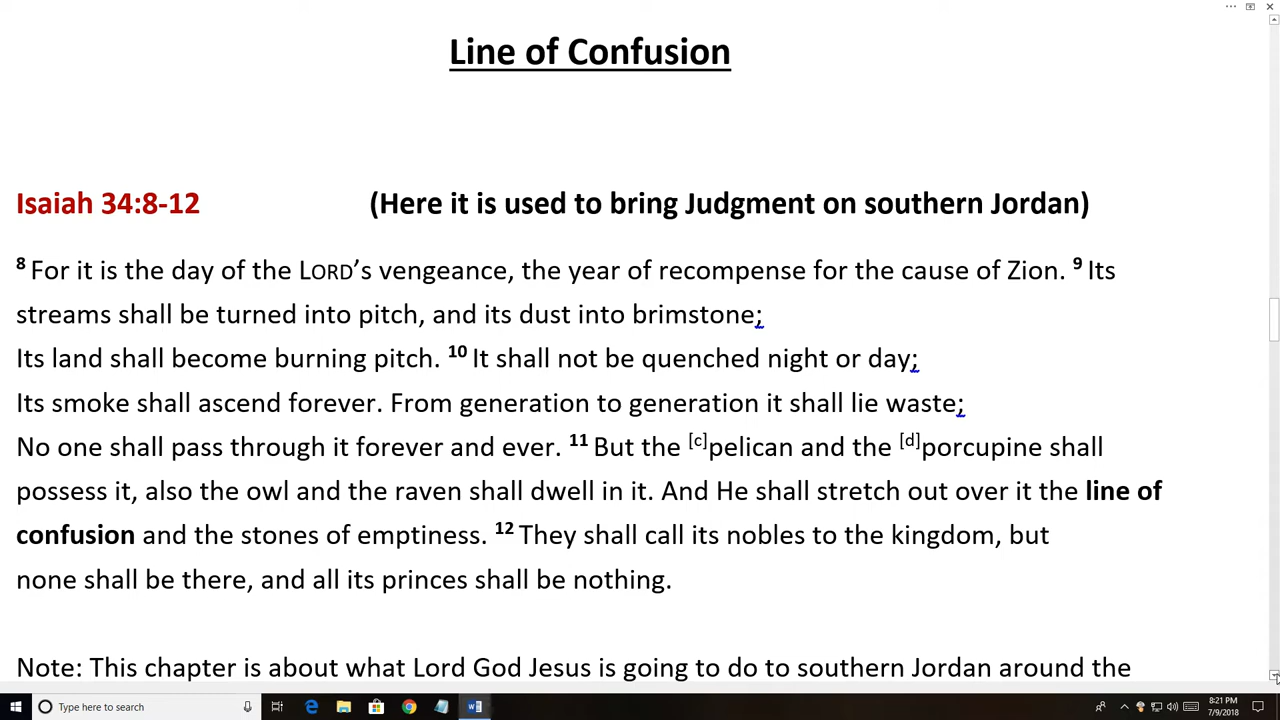 Line of Confusion
Isaiah 34:8-12 (Here it is used to bring Judgment on southern Jordan)
8 For it is the day of the LORD’s vengeance, the year of recompense for the cause of Zion. 9 Its
streams shall be turned into pitch, and its dust into brimstone;
Its land shall become burning pitch. 10 It shall not be quenched night or day;
Its smoke shall ascend forever. From generation to generation it shall lie waste;
No one shall pass through it forever and ever. 11 But the [c]pelican and the [d]porcupine shall
possess it, also the owl and the raven shall dwell in it. And He shall stretch out over it the line of
confusion and the stones of emptiness. 12 They shall call its nobles to the kingdom, but
none shall be there, and all its princes shall be nothing.
Note: This chapter is about what Lord God Jesus is going to do to southern Jordan around the
Type here to search
8:21 PM
7/9/2018